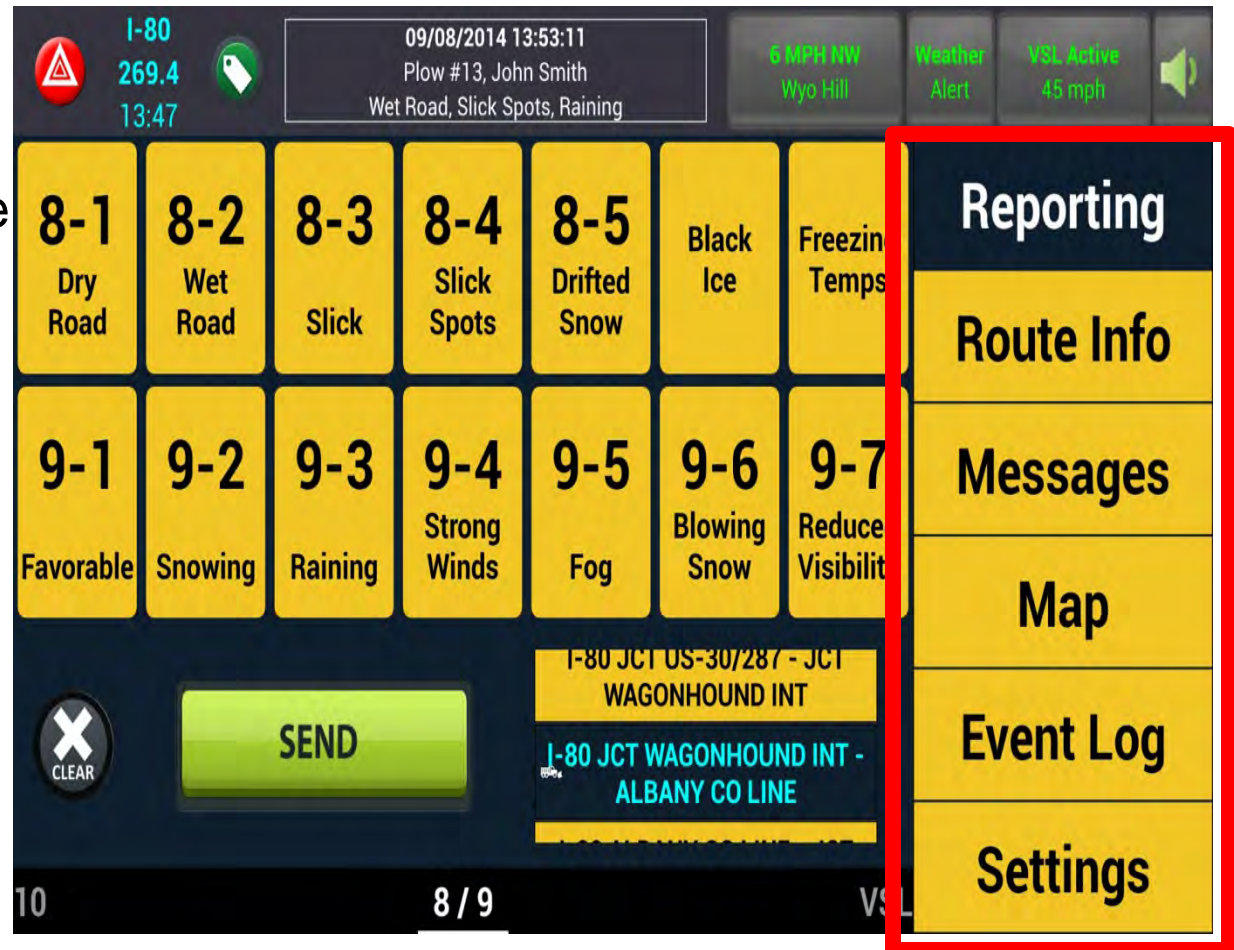 I-80
269.4
13:47
09/08/2014 13:53:11
Plow #13, John Smith
Wet Road, Slick Spots, Raining
6 MPH NW
Wyo Hill
Weather
Alert
VSL Active
45 mph
e
8-1
Dry
Road
8-2
Wet
Road
8-3
Slick
8-4
Slick
Spots
8-5
Drifted
Snow
Black
Ice
Freezin
Temps
9-1
Favorable
9-2
Snowing
9-3
Raining
9-4
Strong
Winds
9-5
Fog
9-6
Blowing
Snow
9-7
Reduce
Visibilit
Reporting
Route Info
Messages
Map
Event Log
Settings
CLEAR
SEND
I-80 JCT US-30/287 - JCT
WAGONHOUND INT
I-80 JCT WAGONHOUND INT -
ALBANY CO LINE
10
8 / 9
VSL